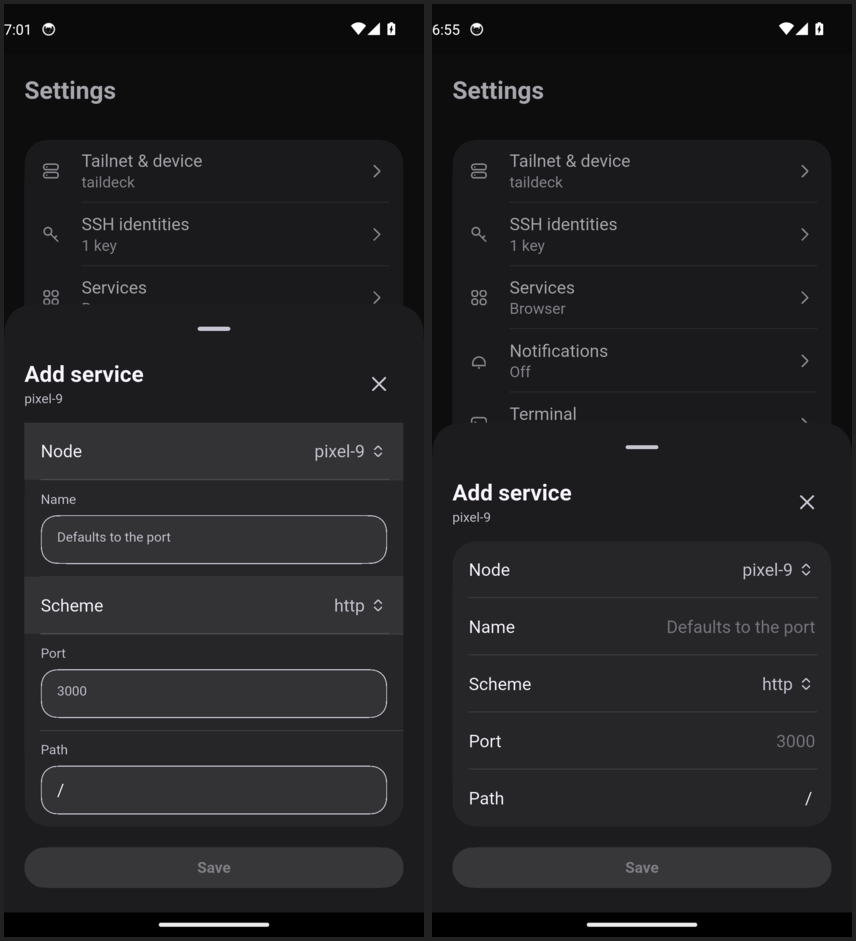 7:01
Settings
Tailnet & device
taildeck
SSH identities
1 key
Services
Add service
pixel-9
Node pixel-9
Name
Defaults to the port
Scheme http
Port
3000
Path
/
Save
6:55
Settings
Tailnet & device
taildeck
SSH identities
1 key
Services
Browser
Notifications
Off
Terminal
Add service
pixel-9
Node pixel-9
Name Defaults to the port
Scheme http
Port 3000
Path /
Save